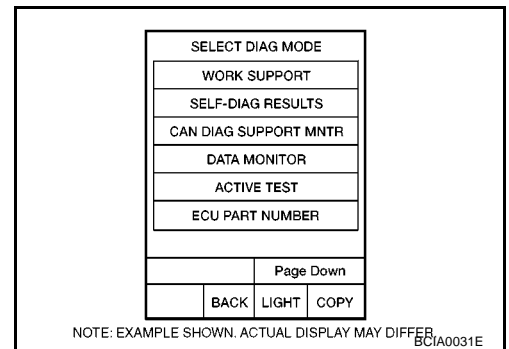 SELECT DIAG MODE
WORK SUPPORT
SELF-DIAG RESULTS
CAN DIAG SUPPORT MNTR
DATA MONITOR
ACTIVE TEST
ECU PART NUMBER
Page Down
BACK LIGHT COPY
NOTE: EXAMPLE SHOWN. ACTUAL DISPLAY MAY DIFFER.
BCIA0031E